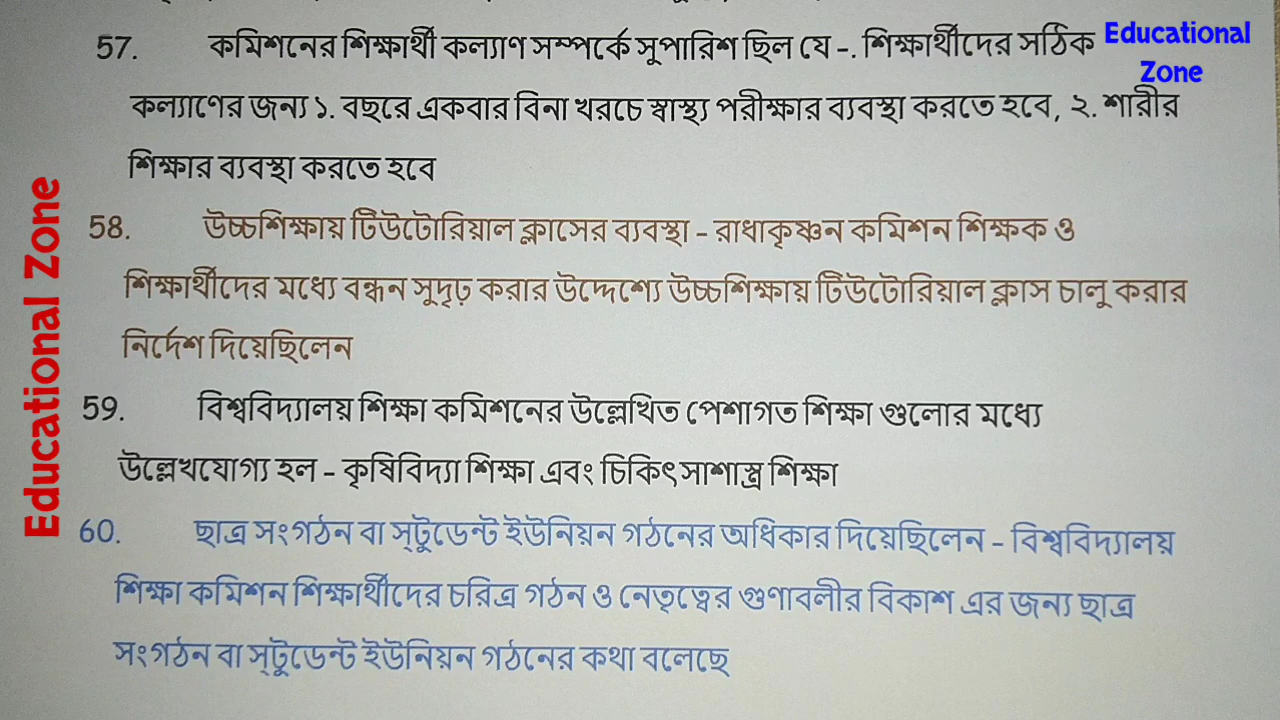 57. কমিশনের শিক্ষার্থী কল্যাণ সম্পর্কে সুপারিশ ছিল যে -. শিক্ষার্থীদের সঠিক
কল্যাণের জন্য ১. বছরে একবার বিনা খরচে স্বাস্থ্য পরীক্ষার ব্যবস্থা করতে হবে, ২. শারীর
শিক্ষার ব্যবস্থা করতে হবে
58. উচ্চশিক্ষায় টিউটোরিয়াল ক্লাসের ব্যবস্থা - রাধাকৃষ্ণন কমিশন শিক্ষক ও
শিক্ষার্থীদের মধ্যে বন্ধন সুদৃঢ় করার উদ্দেশ্যে উচ্চশিক্ষায় টিউটোরিয়াল ক্লাস চালু করার
নির্দেশ দিয়েছিলেন
59. বিশ্ববিদ্যালয় শিক্ষা কমিশনের উল্লেখিত পেশাগত শিক্ষা গুলোর মধ্যে
উল্লেখযোগ্য হল - কৃষিবিদ্যা শিক্ষা এবং চিকিৎসাশাস্ত্র শিক্ষা
60. ছাত্র সংগঠন বা স্টুডেন্ট ইউনিয়ন গঠনের অধিকার দিয়েছিলেন - বিশ্ববিদ্যালয়
শিক্ষা কমিশন শিক্ষার্থীদের চরিত্র গঠন ও নেতৃত্বের গুণাবলীর বিকাশ এর জন্য ছাত্র
সংগঠন বা স্টুডেন্ট ইউনিয়ন গঠনের কথা বলেছে
Educational
Zone
Educational Zone